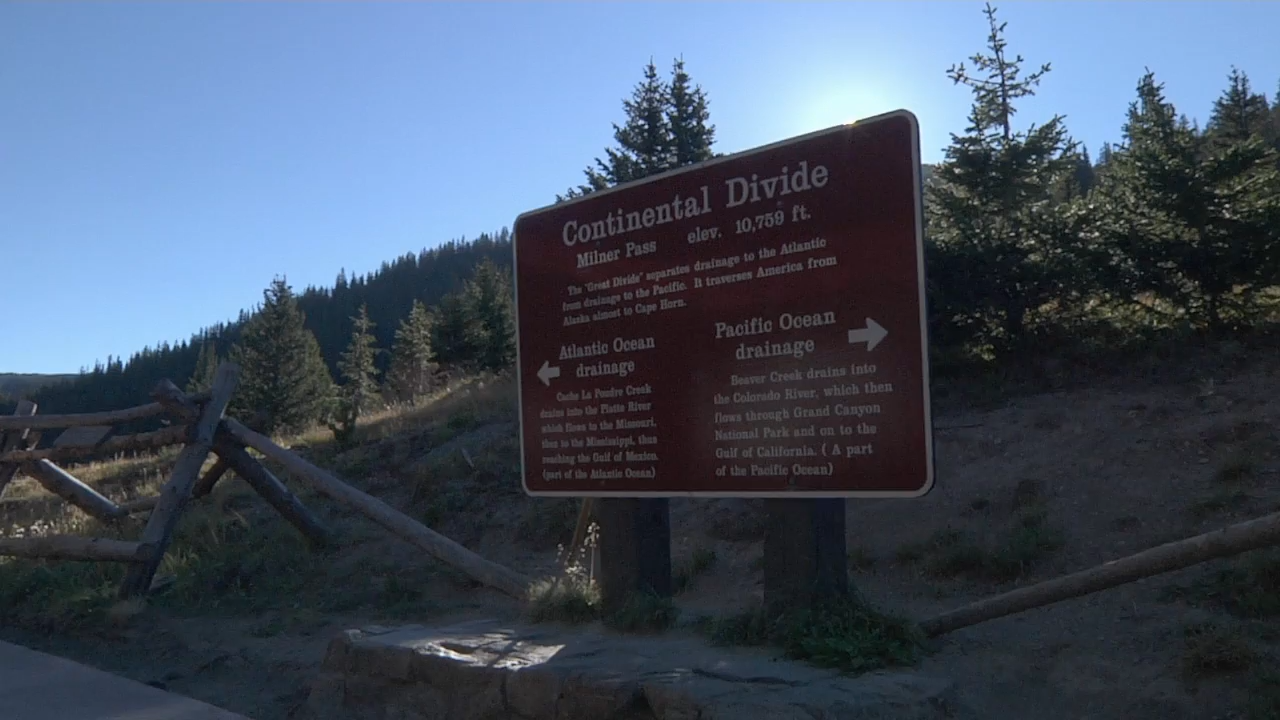 Continental Divide
Milner Pass elev. 10,759 ft.
The "Great Divide" separates drainage to the Atlantic
from drainage to the Pacific. It traverses America from
Alaska almost to Cape Horn.
Atlantic Ocean
drainage
Cache La Poudre Creek
drains into the Platte River
which flows to the Missouri,
then to the Mississippi, thus
reaching the Gulf of Mexico.
(part of the Atlantic Ocean)
Pacific Ocean
drainage
Beaver Creek drains into
the Colorado River, which then
flows through Grand Canyon
National Park and on to the
Gulf of California. ( A part
of the Pacific Ocean)